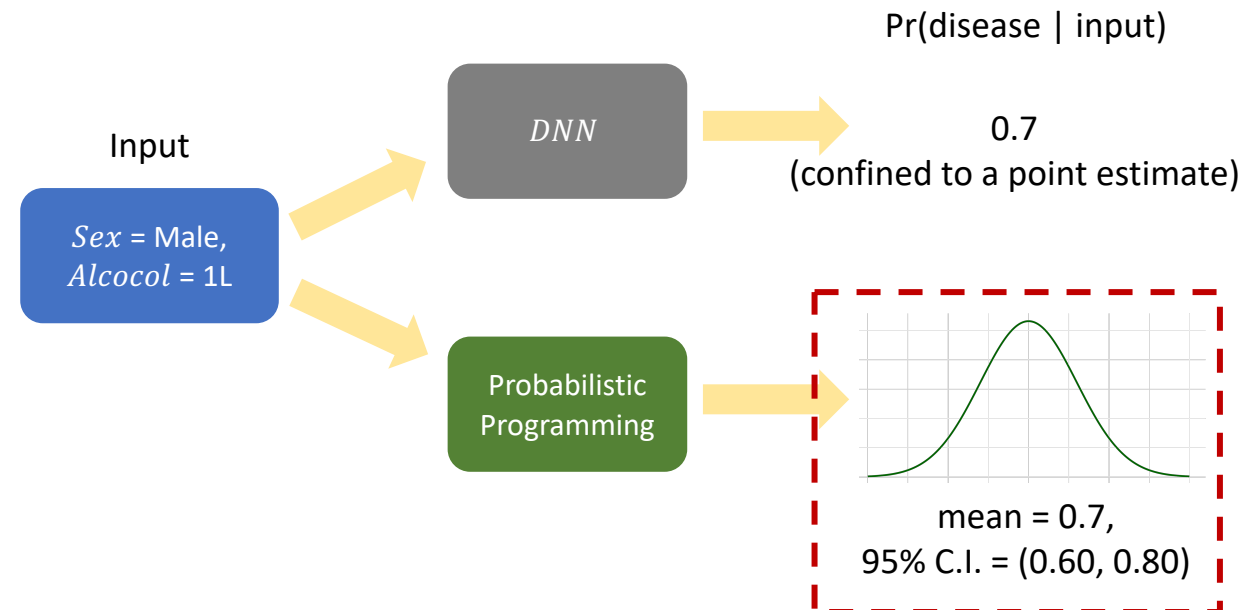 Pr(disease | input)
Input
DNN
0.7
(confined to a point estimate)
Sex = Male,
Alcocol = 1L
Probabilistic
Programming
mean = 0.7,
95% C.I. = (0.60, 0.80)